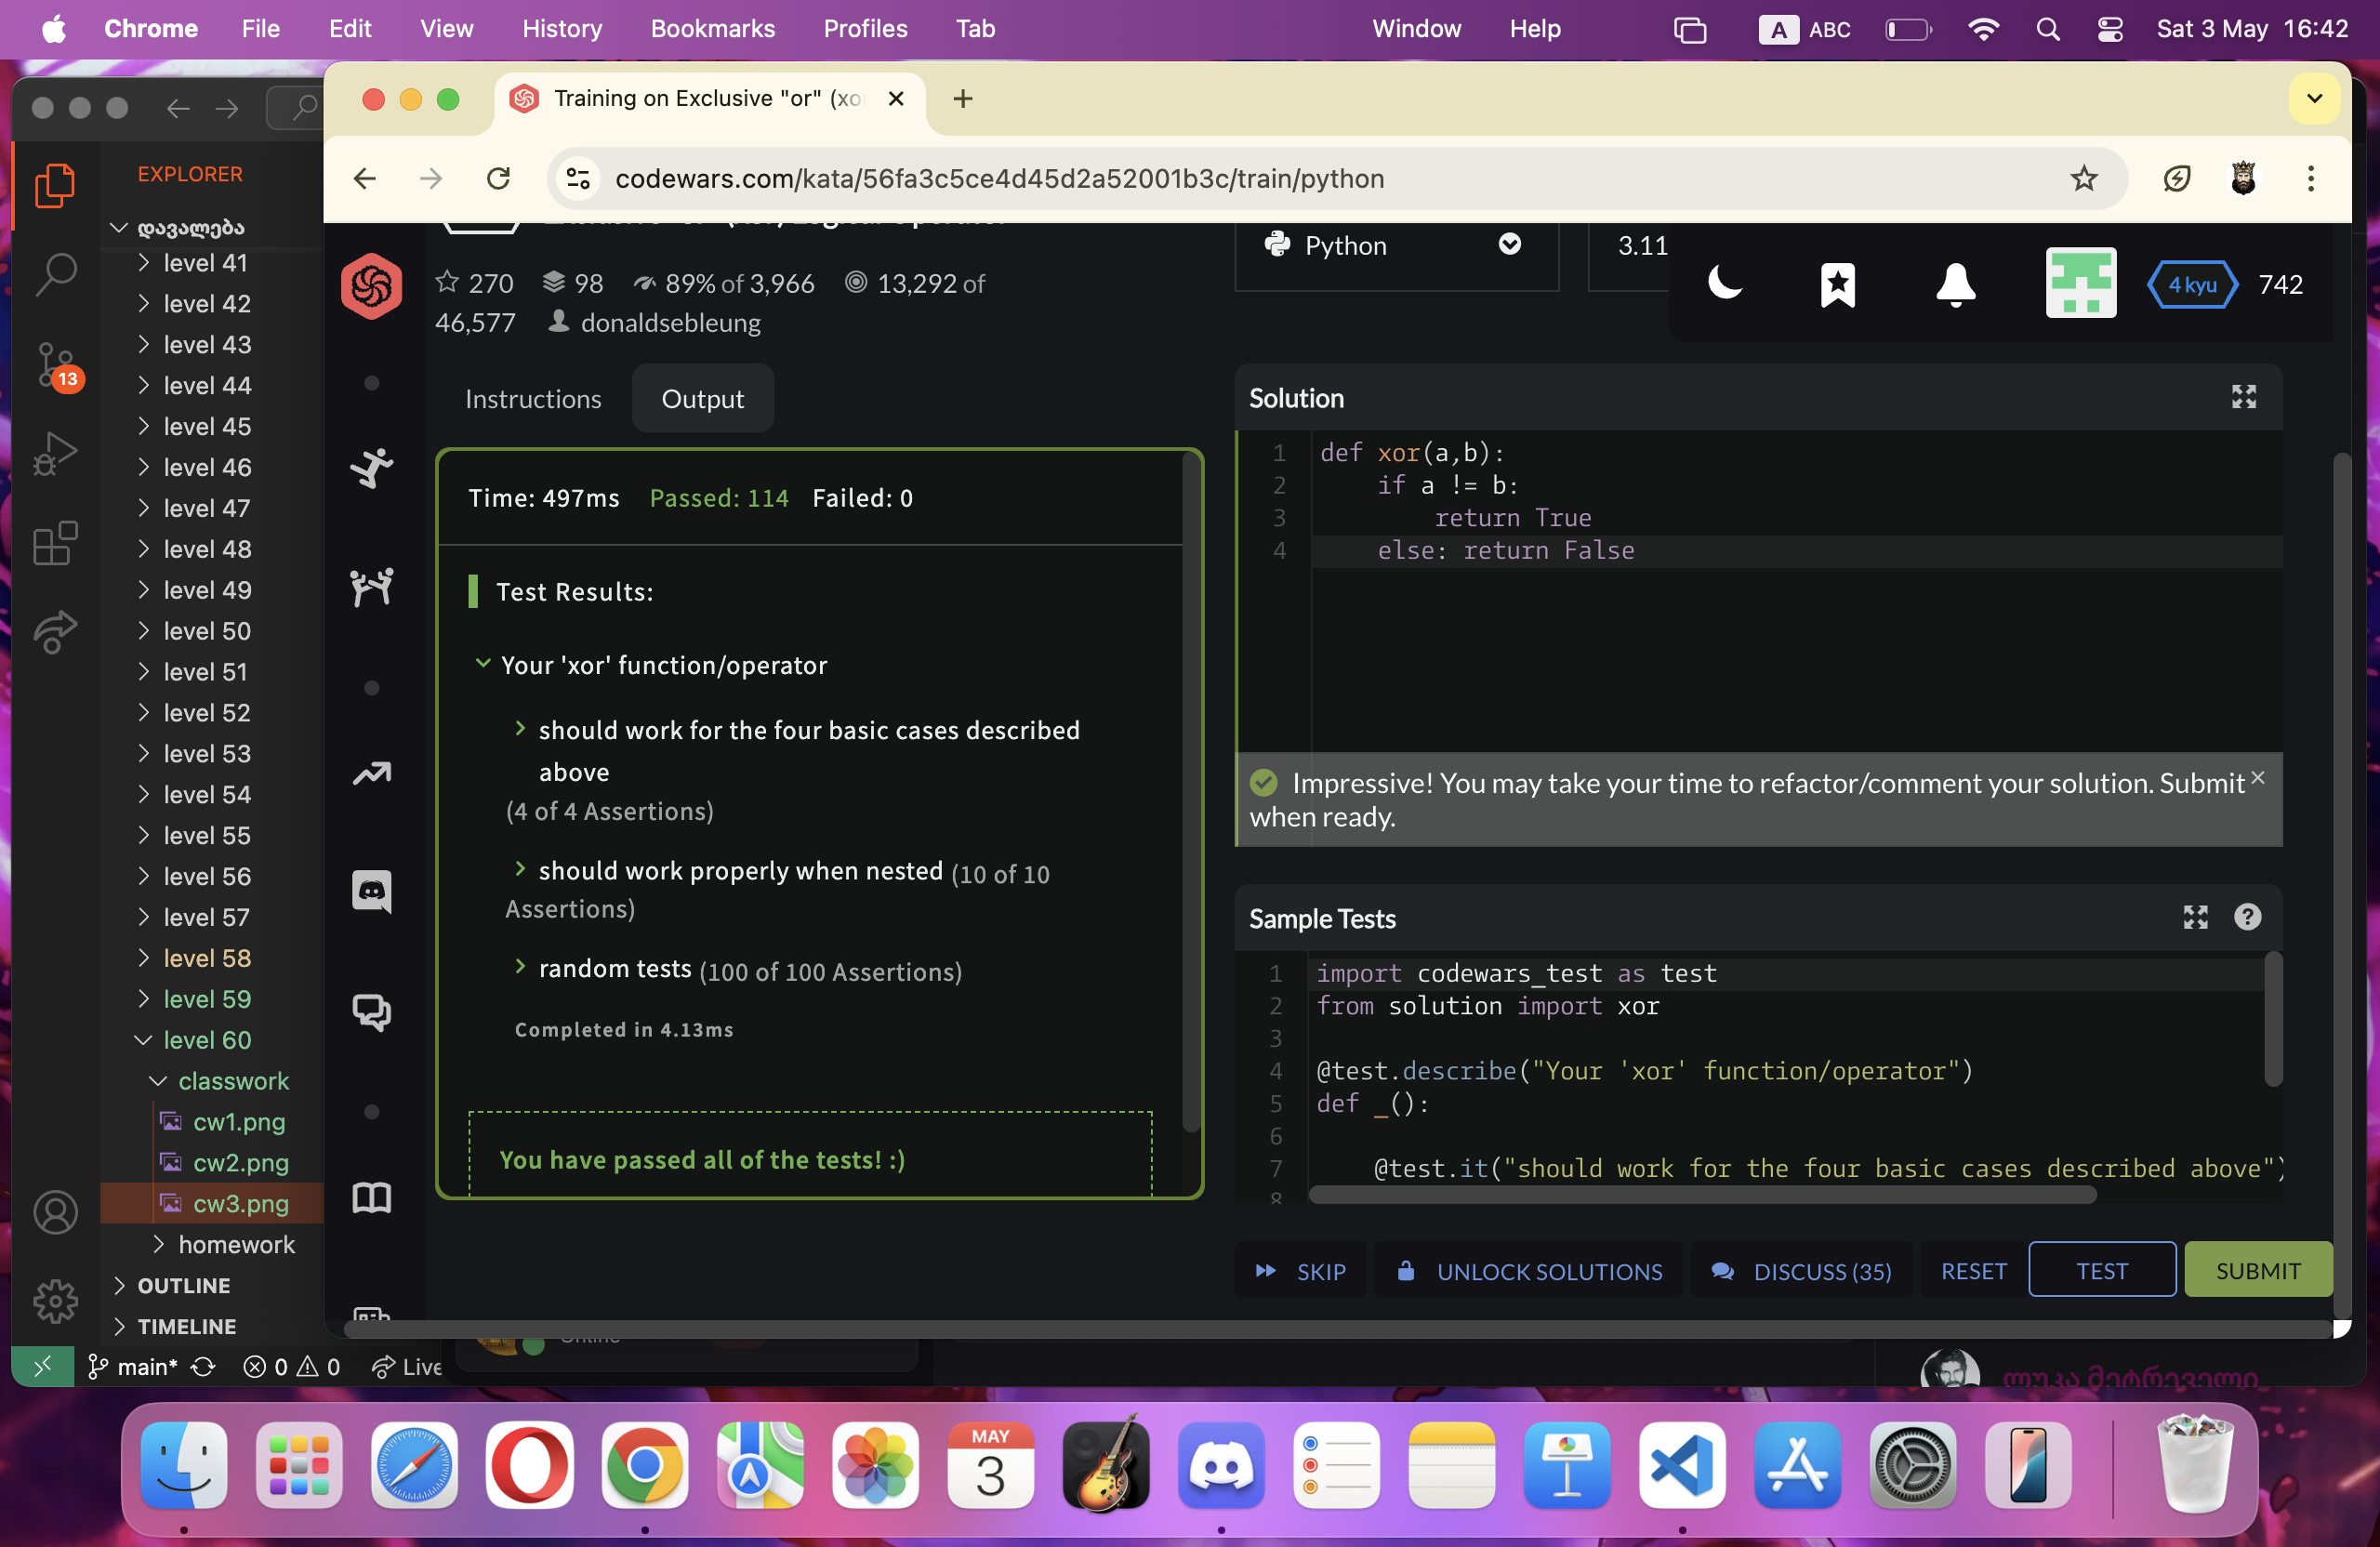 Chrome File Edit View History Bookmarks Profiles Tab Window Help A ABC Sat 3 May 16:42
Training on Exclusive "or" (xo
codewars.com/kata/56fa3c5ce4d45d2a52001b3c/train/python
EXPLORER
დავალება
level 41
level 42
level 43
level 44
level 45
level 46
level 47
level 48
level 49
level 50
level 51
level 52
level 53
level 54
level 55
level 56
level 57
level 58
level 59
level 60
classwork
cw1.png
cw2.png
cw3.png
homework
OUTLINE
TIMELINE
13
main* 0 0 Live
270 98 89% of 3,966 13,292 of
46,577 donaldsebleung
Python 3.11
4 kyu 742
Instructions Output
Time: 497ms Passed: 114 Failed: 0
Test Results:
Your 'xor' function/operator
should work for the four basic cases described
above
(4 of 4 Assertions)
should work properly when nested (10 of 10
Assertions)
random tests (100 of 100 Assertions)
Completed in 4.13ms
You have passed all of the tests! :)
Solution
1 def xor(a,b):
2 if a != b:
3 return True
4 else: return False
Impressive! You may take your time to refactor/comment your solution. Submit
when ready.
Sample Tests
1 import codewars_test as test
2 from solution import xor
3
4 @test.describe("Your 'xor' function/operator")
5 def _():
6
7 @test.it("should work for the four basic cases described above")
8
SKIP UNLOCK SOLUTIONS DISCUSS (35) RESET TEST SUBMIT
Online
ლუკა მეტრეველი
MAY
3